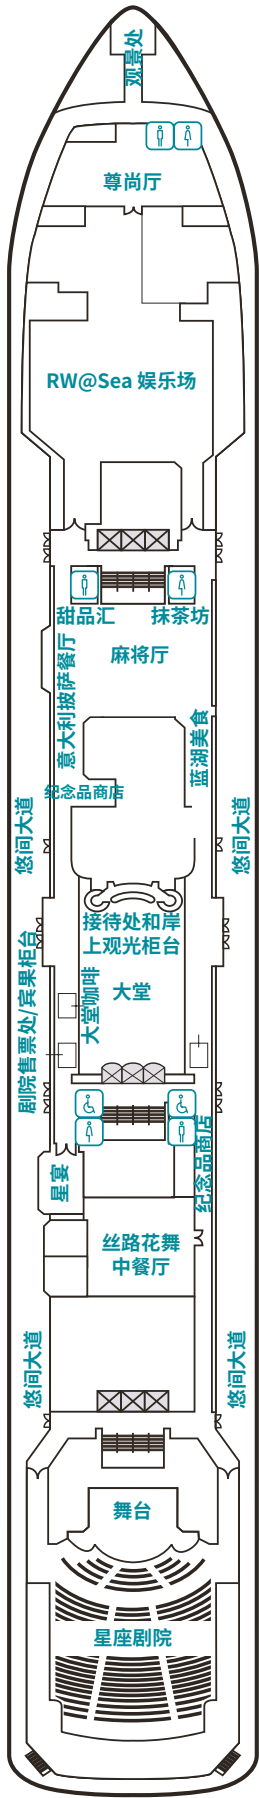 观景处
尊尚厅
RW@Sea 娱乐场
甜品汇
抹茶坊
麻将厅
意大利披萨餐厅
蓝湖美食
纪念品商店
悠间大道
悠间大道
接待处和岸
上观光柜台
剧院售票处/宾果柜台
大堂咖啡
大堂
纪念品商店
星宴
丝路花舞
中餐厅
悠间大道
悠间大道
舞台
星座剧院